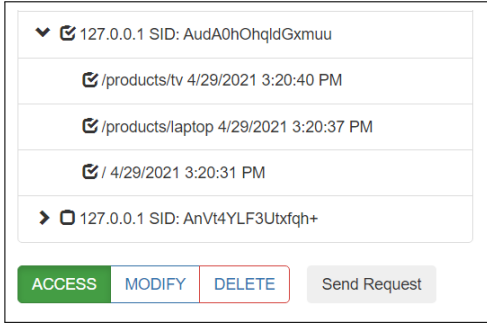 127.0.0.1 SID: AudA0hOhqldGxmuu
/products/tv 4/29/2021 3:20:40 PM
/products/laptop 4/29/2021 3:20:37 PM
/ 4/29/2021 3:20:31 PM
127.0.0.1 SID: AnVt4YLF3Utxfqh+
ACCESS MODIFY DELETE Send Request